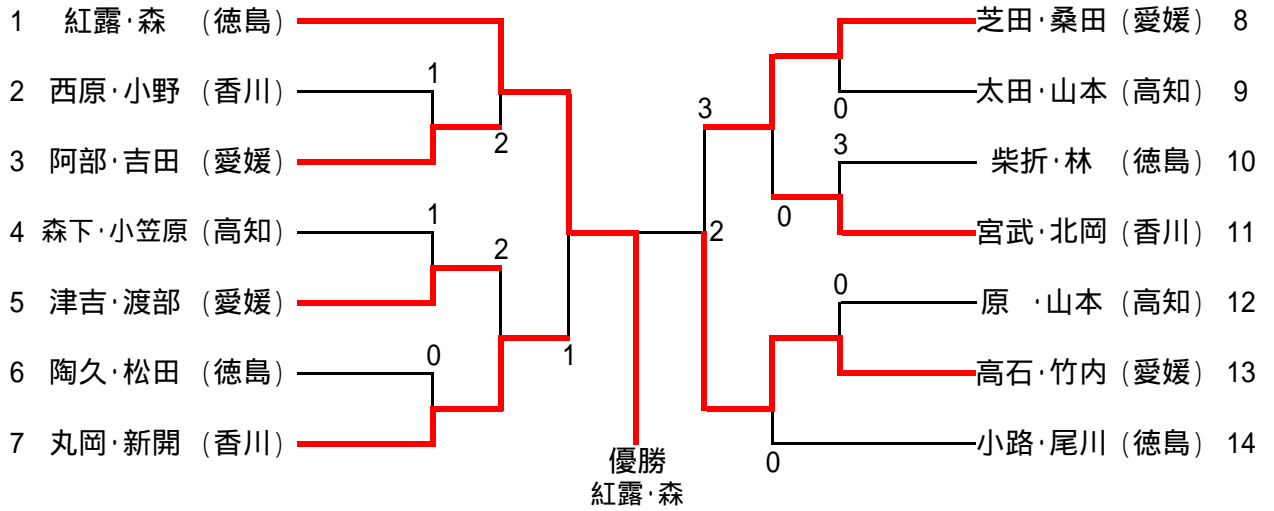 1 紅露・森 (徳島)
2 西原・小野 (香川)
3 阿部・吉田 (愛媛)
4 森下・小笠原 (高知)
5 津吉・渡部 (愛媛)
6 陶久・松田 (徳島)
7 丸岡・新開 (香川)
1
2
1
2
0
1
優勝
紅露・森
3
2
0
3
0
0
0
芝田・桑田 (愛媛) 8
太田・山本 (高知) 9
柴折・林 (徳島) 10
宮武・北岡 (香川) 11
原 ・山本 (高知) 12
高石・竹内 (愛媛) 13
小路・尾川 (徳島) 14